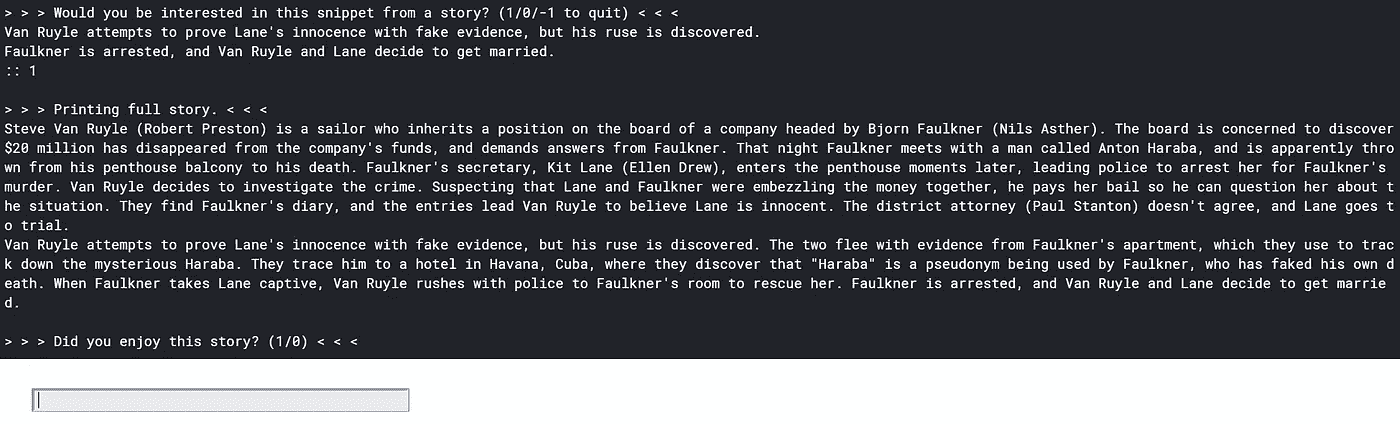 > > > Would you be interested in this snippet from a story? (1/0/-1 to quit) < < <
Van Ruyle attempts to prove Lane's innocence with fake evidence, but his ruse is discovered.
Faulkner is arrested, and Van Ruyle and Lane decide to get married.
:: 1
> > > Printing full story. < < <
Steve Van Ruyle (Robert Preston) is a sailor who inherits a position on the board of a company headed by Bjorn Faulkner (Nils Asther). The board is concerned to discover
$20 million has disappeared from the company's funds, and demands answers from Faulkner. That night Faulkner meets with a man called Anton Haraba, and is apparently thro
wn from his penthouse balcony to his death. Faulkner's secretary, Kit Lane (Ellen Drew), enters the penthouse moments later, leading police to arrest her for Faulkner's
murder. Van Ruyle decides to investigate the crime. Suspecting that Lane and Faulkner were embezzling the money together, he pays her bail so he can question her about t
he situation. They find Faulkner's diary, and the entries lead Van Ruyle to believe Lane is innocent. The district attorney (Paul Stanton) doesn't agree, and Lane goes t
o trial.
Van Ruyle attempts to prove Lane's innocence with fake evidence, but his ruse is discovered. The two flee with evidence from Faulkner's apartment, which they use to trac
k down the mysterious Haraba. They trace him to a hotel in Havana, Cuba, where they discover that "Haraba" is a pseudonym being used by Faulkner, who has faked his own d
eath. When Faulkner takes Lane captive, Van Ruyle rushes with police to Faulkner's room to rescue her. Faulkner is arrested, and Van Ruyle and Lane decide to get marrie
d.
> > > Did you enjoy this story? (1/0) < < <